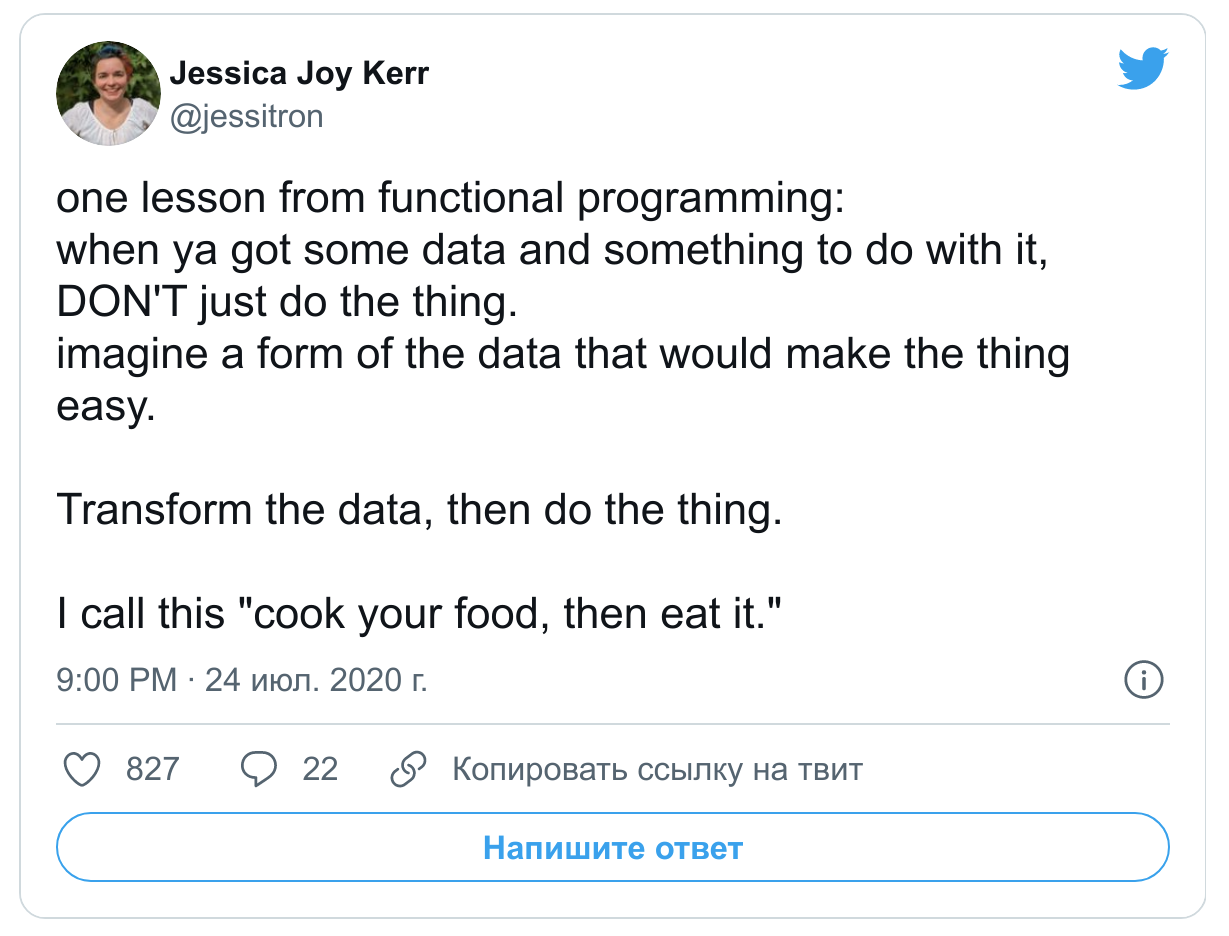 Jessica Joy Kerr
@jessitron
one lesson from functional programming:
when ya got some data and something to do with it,
DON'T just do the thing.
imagine a form of the data that would make the thing
easy.
Transform the data, then do the thing.
I call this "cook your food, then eat it."
9:00 PM · 24 июл. 2020 г.
827 22 Копировать ссылку на твит
Напишите ответ